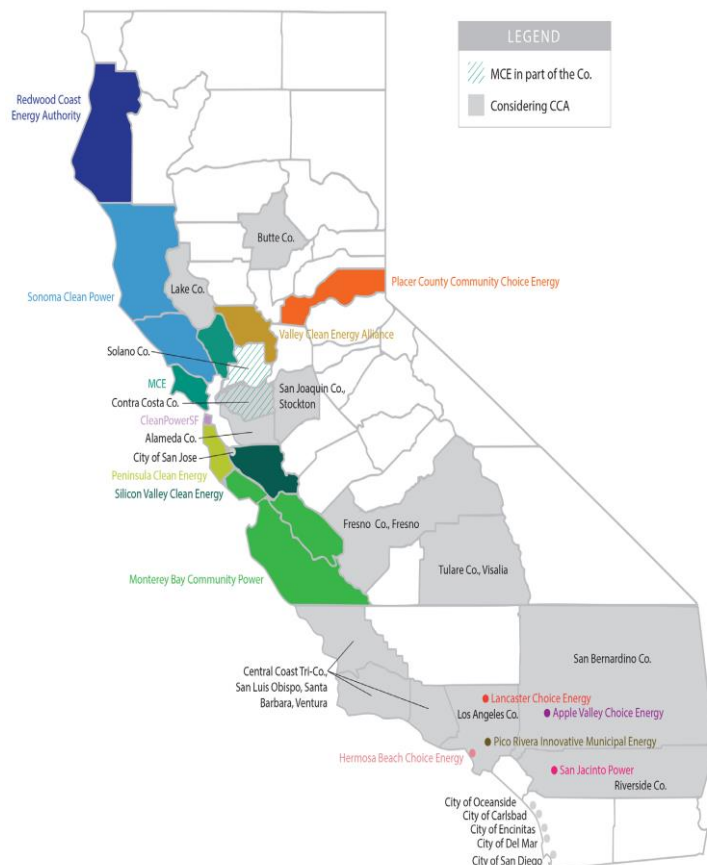 LEGEND
MCE in part of the Co.
Considering CCA
Redwood Coast
Energy Authority
Butte Co.
Lake Co.
Placer County Community Choice Energy
Sonoma Clean Power
Valley Clean Energy Alliance
Solano Co.
MCE
San Joaquin Co.,
Stockton
Contra Costa Co.
CleanPowerSF
Alameda Co.
City of San Jose
Peninsula Clean Energy
Silicon Valley Clean Energy
Fresno Co., Fresno
Tulare Co., Visalia
Monterey Bay Community Power
San Bernardino Co.
Central Coast Tri-Co.,
San Luis Obispo, Santa
Barbara, Ventura
Lancaster Choice Energy
Los Angeles Co.
Apple Valley Choice Energy
Pico Rivera Innovative Municipal Energy
Hermosa Beach Choice Energy
San Jacinto Power
Riverside Co.
City of Oceanside
City of Carlsbad
City of Encinitas
City of Del Mar
City of San Diego